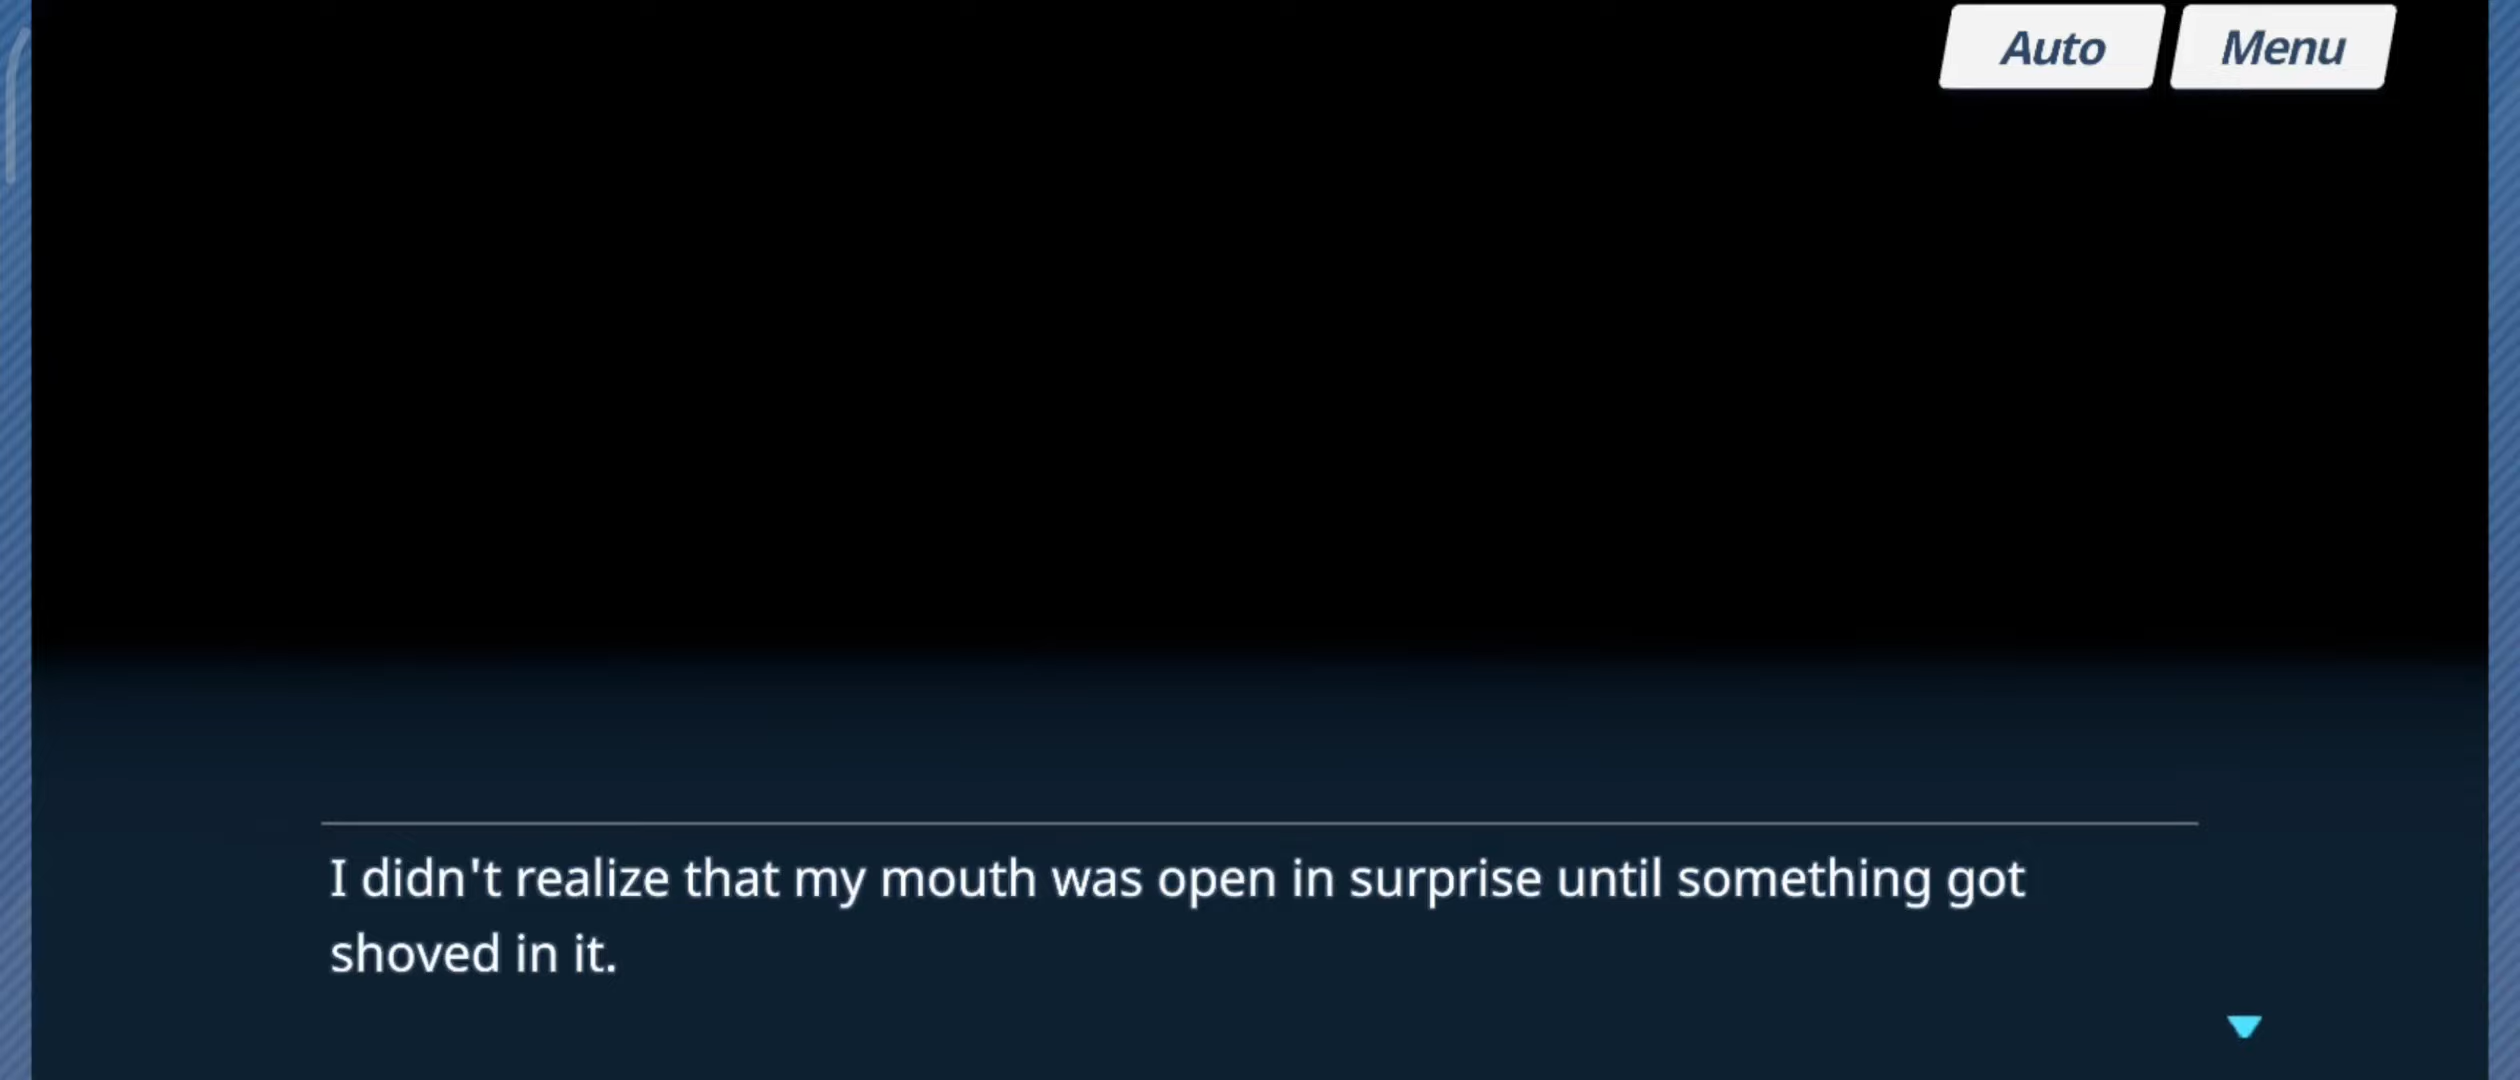 Auto Menu
I didn't realize that my mouth was open in surprise until something got
shoved in it.